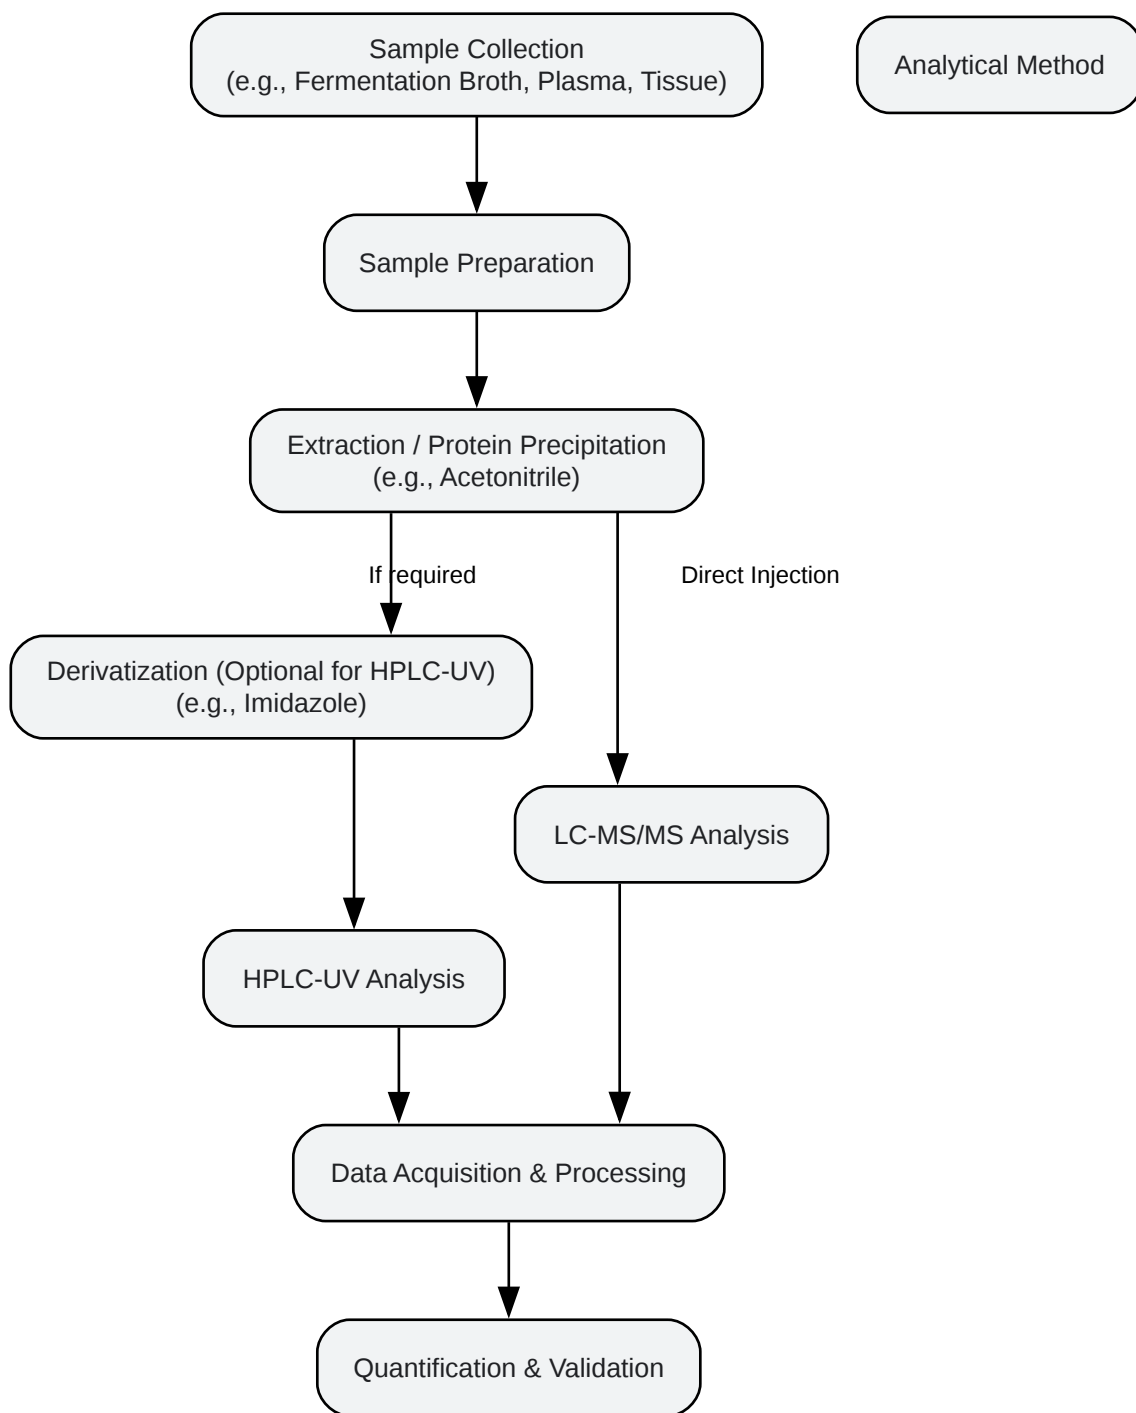 Sample Collection
(e.g., Fermentation Broth, Plasma, Tissue)
Analytical Method
Sample Preparation
Extraction / Protein Precipitation
(e.g., Acetonitrile)
If required
Direct Injection
Derivatization (Optional for HPLC-UV)
(e.g., Imidazole)
LC-MS/MS Analysis
HPLC-UV Analysis
Data Acquisition & Processing
Quantification & Validation